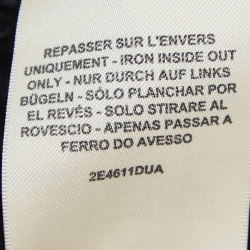 REPASSER SUR L'ENVERS
UNIQUEMENT - IRON INSIDE OUT
ONLY - NUR DURCH AUF LINKS
BÜGELN - SÓLO PLANCHAR POR
EL REVÉS - SOLO STIRARE AL
ROVESCIO - APENAS PASSAR A
FERRO DO AVESSO
2E4611DUA